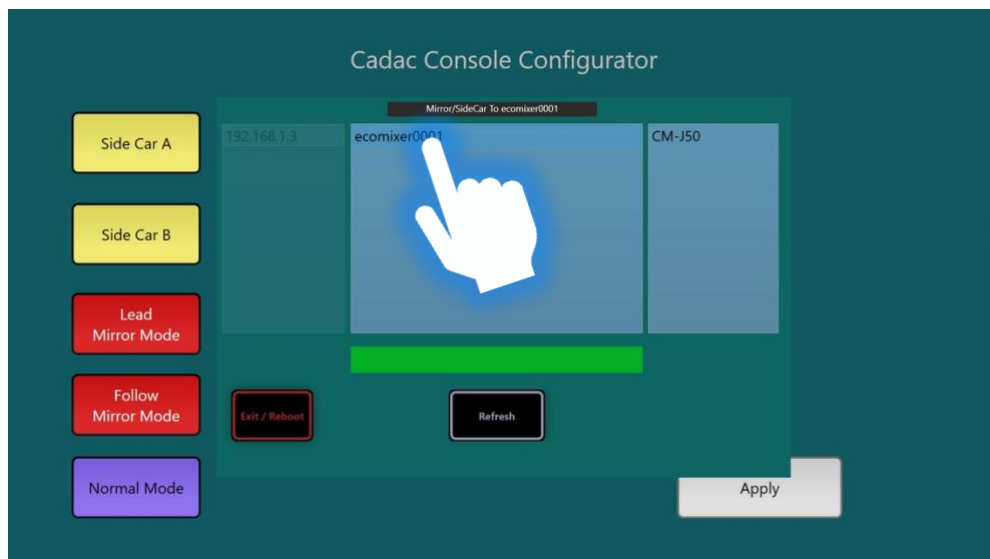 Cadac Console Configurator
Mirror/SideCar To ecomixer0001
192.168.1.3
ecomixer0001
CM-J50
Side Car A
Side Car B
Lead
Mirror Mode
Follow
Mirror Mode
Exit / Reboot
Refresh
Normal Mode
Apply